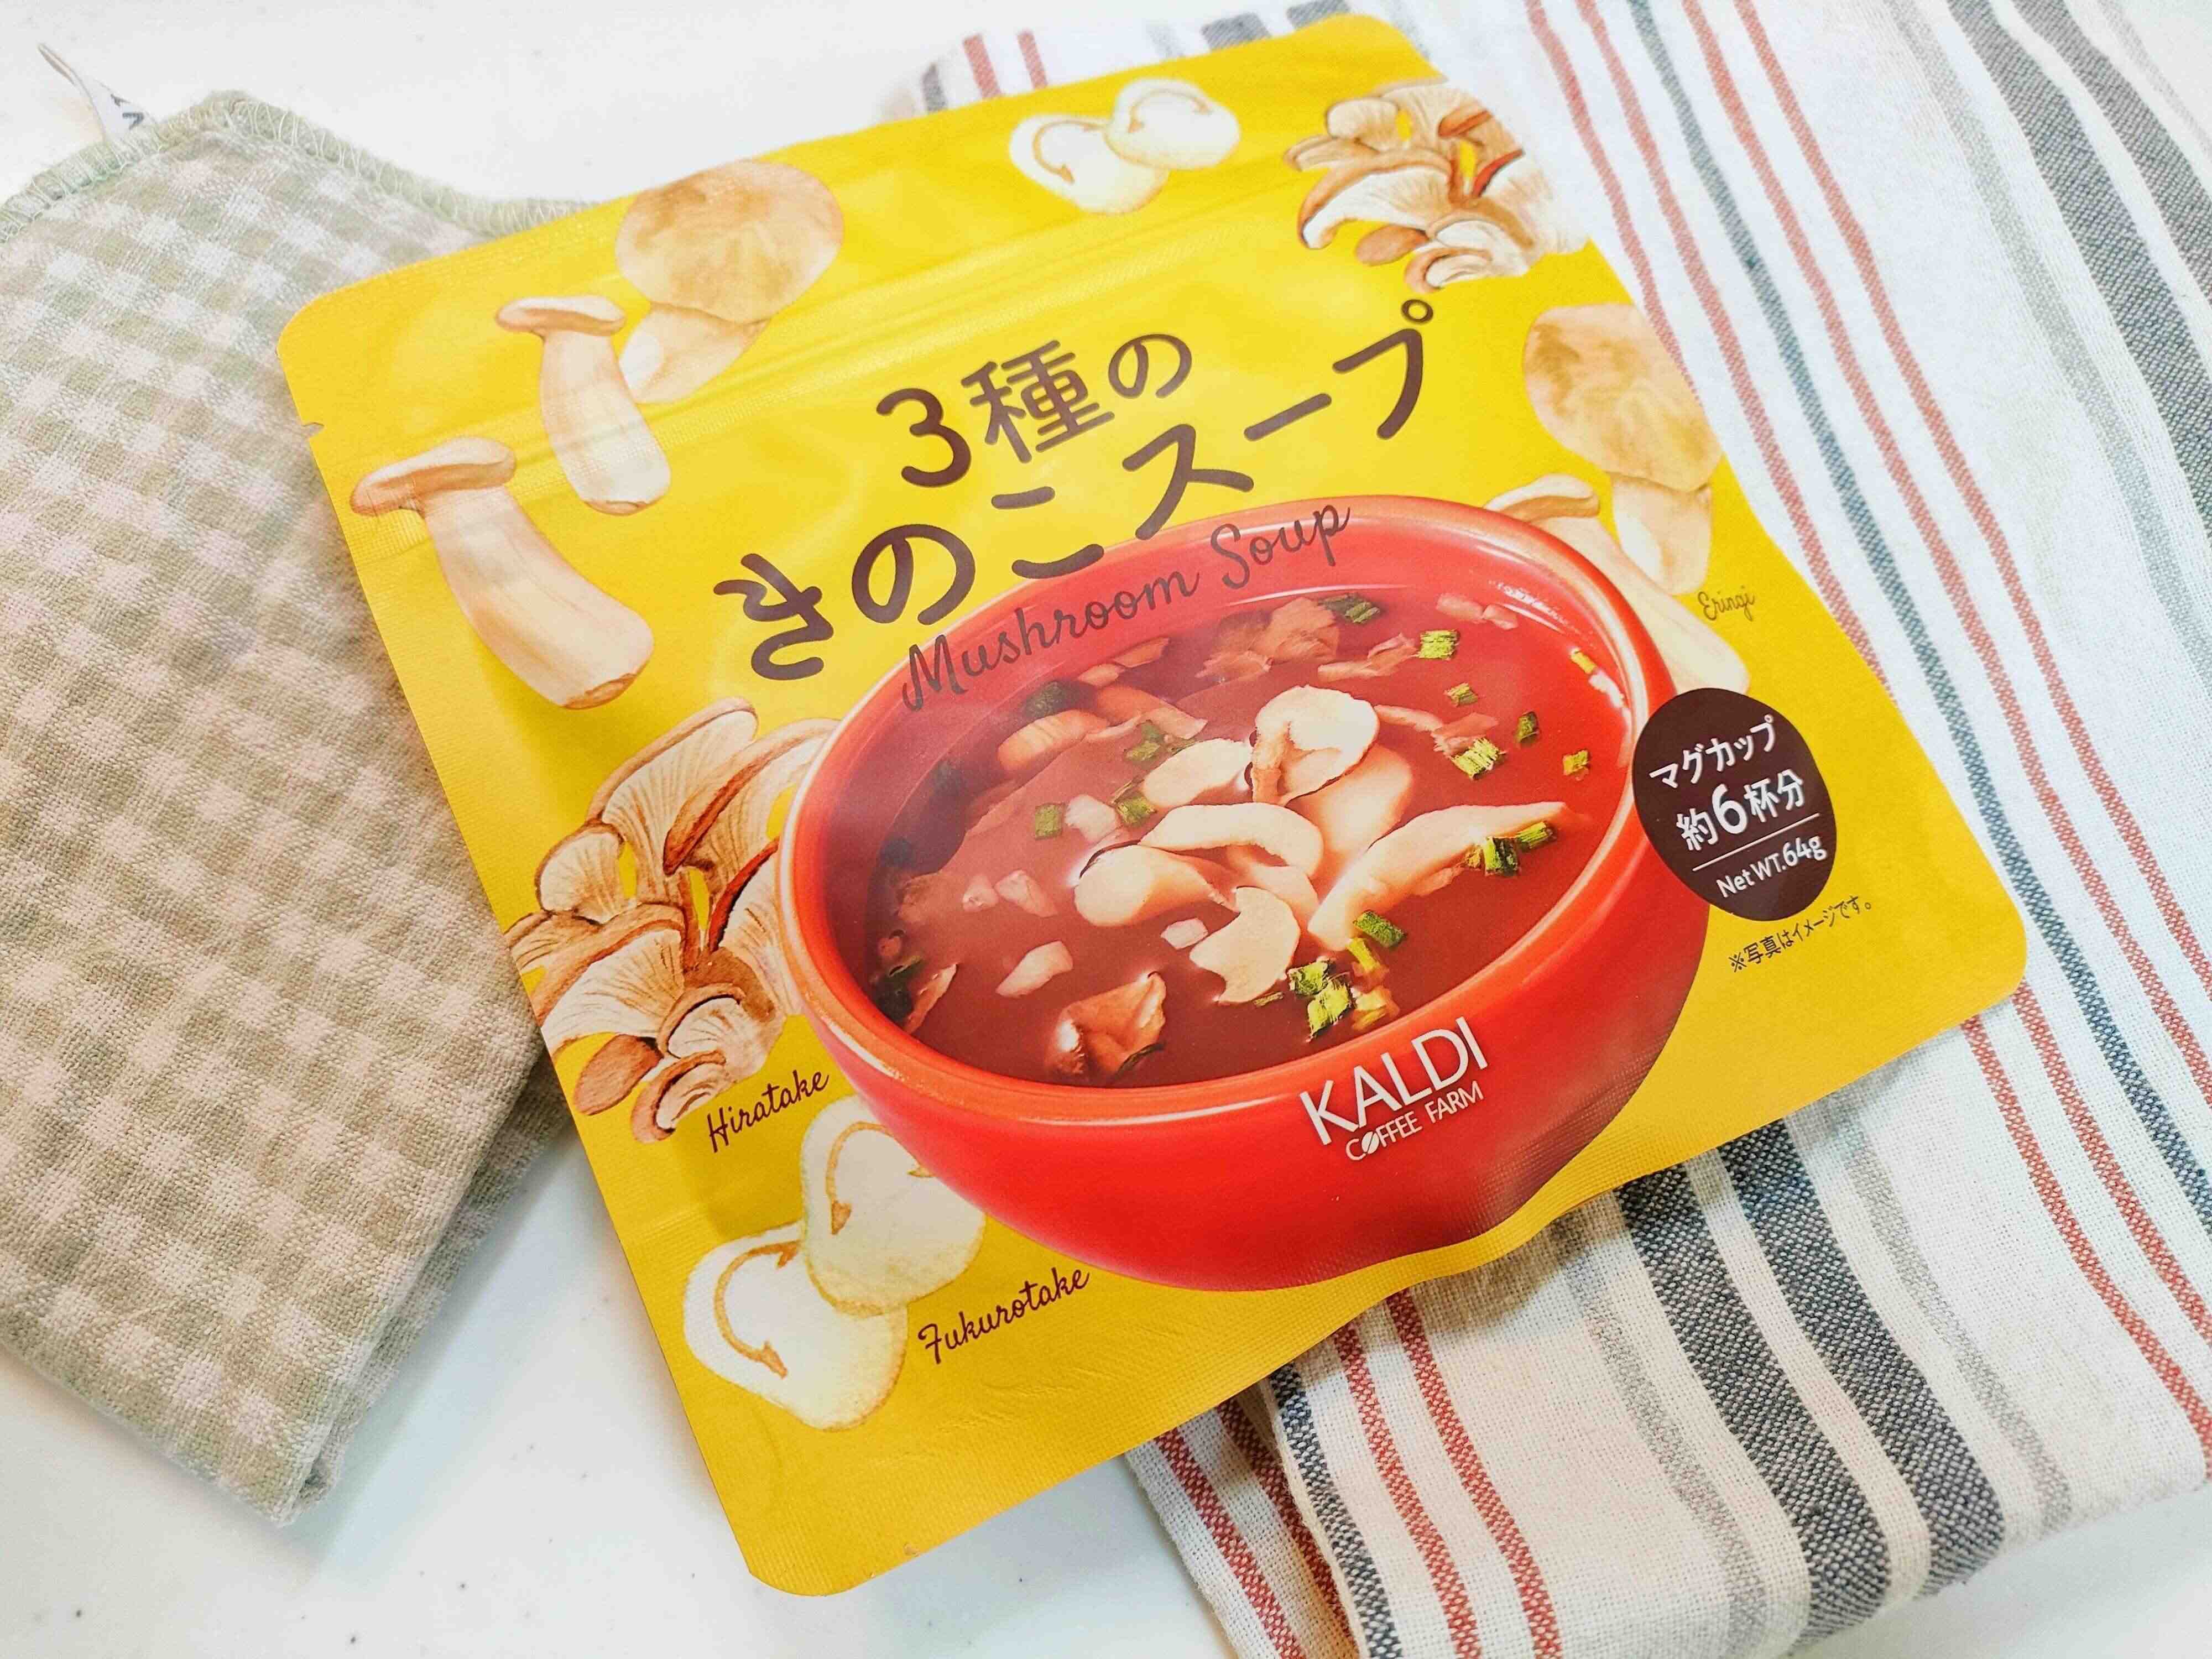 3種の
きのこスープ
Mushroom Soup
Eringi
マグカップ
約6杯分
Net WT.64g
※写真はイメージです。
Hiratake
KALDI
COFFEE FARM
Fukurotake